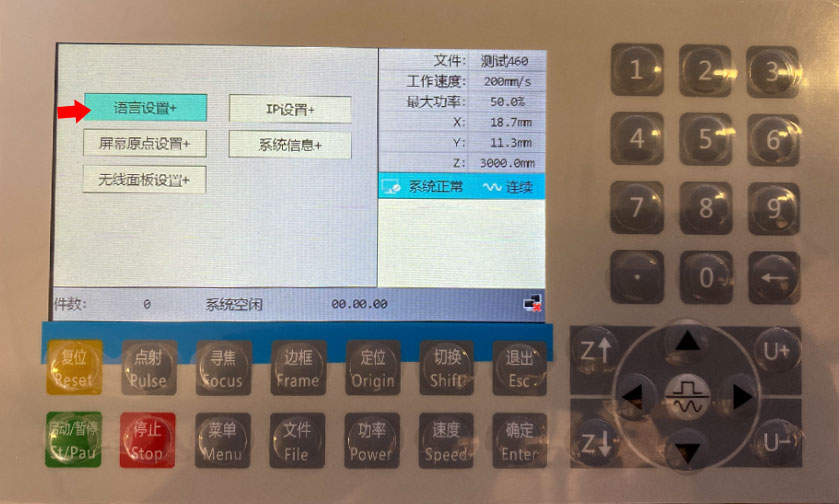 语言设置+
IP设置+
屏幕原点设置+
系统信息+
无线面板设置+
文件: 测试460
工作速度: 200mm/s
最大功率: 50.0%
X: 18.7mm
Y: 11.3mm
Z: 3000.0mm
系统正常 连续
件数: 0 系统空闲 00.00.00
1 2 3
4 5 6
7 8 9
. 0 ←
复位 点射 寻焦 边框 定位 切换 退出
Reset Pulse Focus Frame Origin Shift Esc
启动/暂停 停止 菜单 文件 功率 速度 确定
St/Pau Stop Menu File Power Speed Enter
Z↑ U+
Z↓ U-